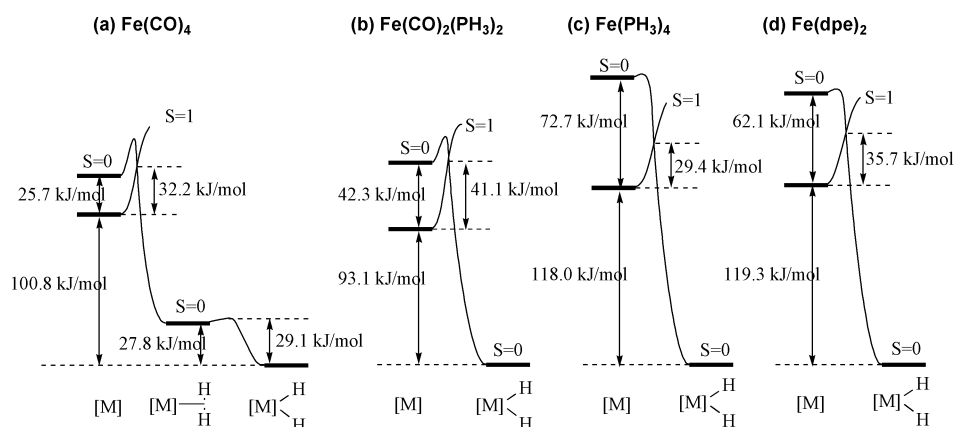 (a) Fe(CO)4
S=1
S=0
25.7 kJ/mol
32.2 kJ/mol
100.8 kJ/mol
S=0
27.8 kJ/mol
29.1 kJ/mol
[M]
[M]
H
H
[M]
H
H
(b) Fe(CO)2(PH3)2
S=1
S=0
42.3 kJ/mol
41.1 kJ/mol
93.1 kJ/mol
S=0
[M]
[M]
H
H
(c) Fe(PH3)4
S=0
S=1
72.7 kJ/mol
29.4 kJ/mol
118.0 kJ/mol
S=0
[M]
[M]
H
H
(d) Fe(dpe)2
S=0
S=1
62.1 kJ/mol
35.7 kJ/mol
119.3 kJ/mol
S=0
[M]
[M]
H
H